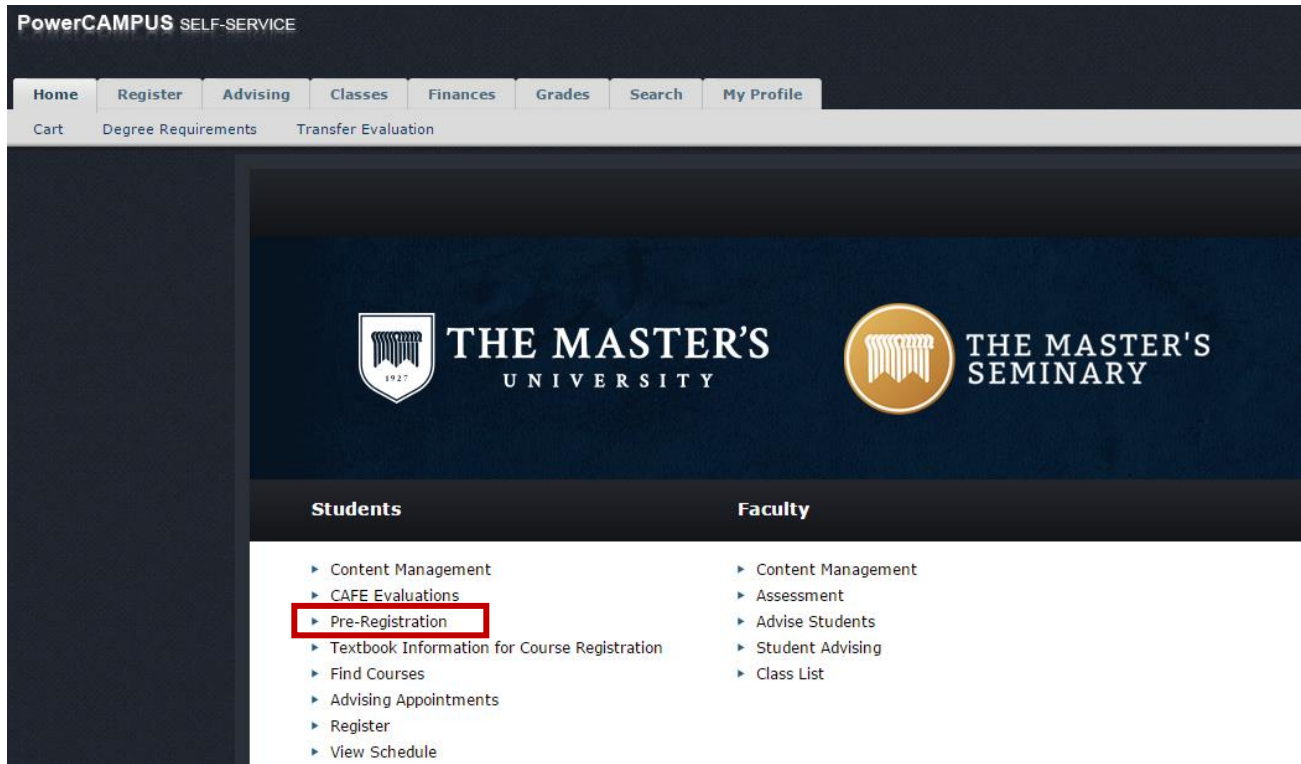 PowerCAMPUS SELF-SERVICE
Home Register Advising Classes Finances Grades Search My Profile
Cart Degree Requirements Transfer Evaluation
1927
THE MASTER'S
UNIVERSITY
THE MASTER'S
SEMINARY
Students
Content Management
CAFE Evaluations
Pre-Registration
Textbook Information for Course Registration
Find Courses
Advising Appointments
Register
View Schedule
Faculty
Content Management
Assessment
Advise Students
Student Advising
Class List